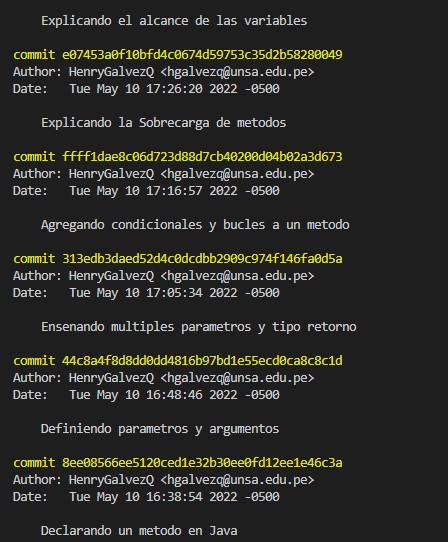 Explicando el alcance de las variables
commit e07453a0f10bfd4c0674d59753c35d2b58280049
Author: HenryGalvezQ <hgalvezq@unsa.edu.pe>
Date: Tue May 10 17:26:20 2022 -0500
Explicando la Sobrecarga de metodos
commit ffff1dae8c06d723d88d7cb40200d04b02a3d673
Author: HenryGalvezQ <hgalvezq@unsa.edu.pe>
Date: Tue May 10 17:16:57 2022 -0500
Agregando condicionales y bucles a un metodo
commit 313edb3daed52d4c0dcdbb2909c974f146fa0d5a
Author: HenryGalvezQ <hgalvezq@unsa.edu.pe>
Date: Tue May 10 17:05:34 2022 -0500
Ensenando multiples parametros y tipo retorno
commit 44c8a4f8d8dd0dd4816b97bd1e55ecd0ca8c8c1d
Author: HenryGalvezQ <hgalvezq@unsa.edu.pe>
Date: Tue May 10 16:48:46 2022 -0500
Definiendo parametros y argumentos
commit 8ee08566ee5120ced1e32b30ee0fd12ee1e46c3a
Author: HenryGalvezQ <hgalvezq@unsa.edu.pe>
Date: Tue May 10 16:38:54 2022 -0500
Declarando un metodo en Java